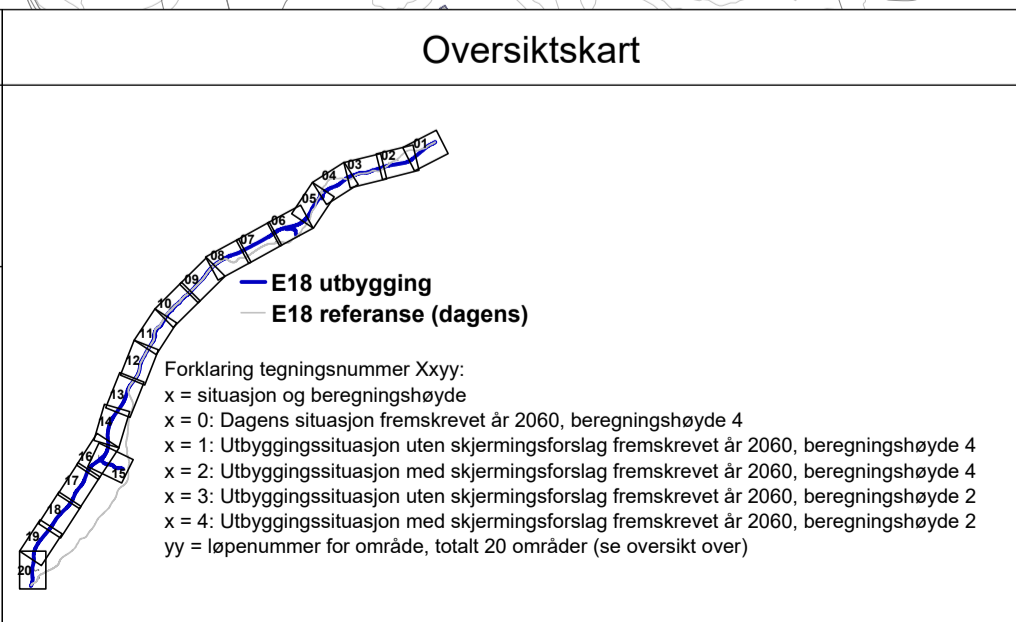 Oversiktskart
01
02
03
04
05
06
07
08
09
10
11
12
13
14
16
15
17
18
19
20
E18 utbygging
E18 referanse (dagens)
Forklaring tegningsnummer Xxyy:
x = situasjon og beregningshøyde
x = 0: Dagens situasjon fremskrevet år 2060, beregningshøyde 4
x = 1: Utbyggingssituasjon uten skjermingsforslag fremskrevet år 2060, beregningshøyde 4
x = 2: Utbyggingssituasjon med skjermingsforslag fremskrevet år 2060, beregningshøyde 4
x = 3: Utbyggingssituasjon uten skjermingsforslag fremskrevet år 2060, beregningshøyde 2
x = 4: Utbyggingssituasjon med skjermingsforslag fremskrevet år 2060, beregningshøyde 2
yy = løpenummer for område, totalt 20 områder (se oversikt over)